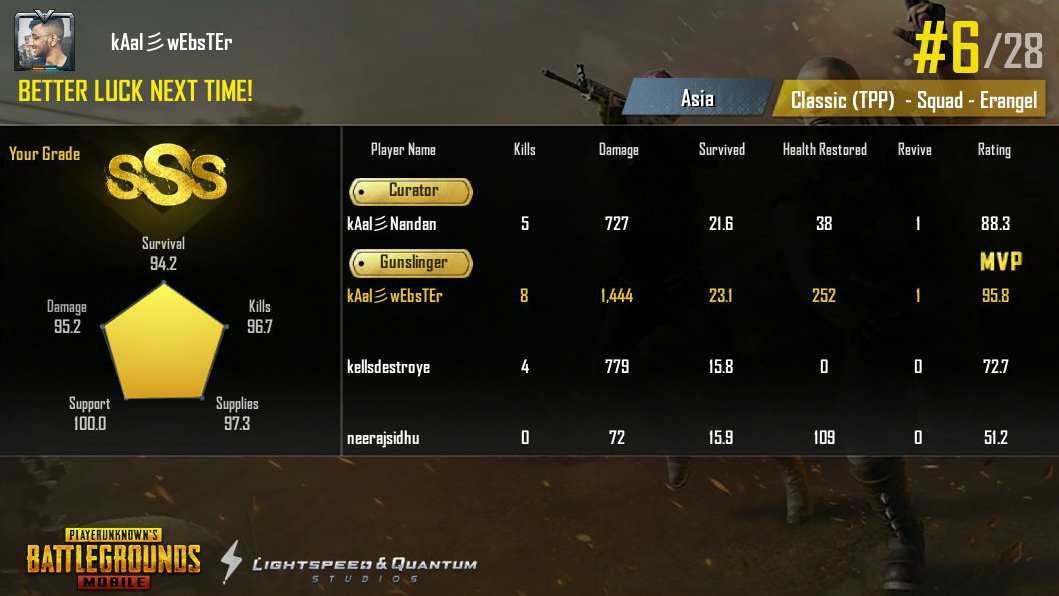 kAal彡wEbsTEr
BETTER LUCK NEXT TIME!
#6/28
Asia
Classic (TPP) - Squad - Erangel
Your Grade
SSS
Survival
94.2
Damage
95.2
Kills
96.7
Support
100.0
Supplies
97.3
Player Name Kills Damage Survived Health Restored Revive Rating
Curator
kAal彡Nandan 5 727 21.6 38 1 88.3
Gunslinger
MVP
kAal彡wEbsTEr 8 1,444 23.1 252 1 95.8
kellsdestroye 4 779 15.8 0 0 72.7
neerajsidhu 0 72 15.9 109 0 51.2
PLAYERUNKNOWN'S
BATTLEGROUNDS
MOBILE
LIGHTSPEED & QUANTUM
STUDIOS